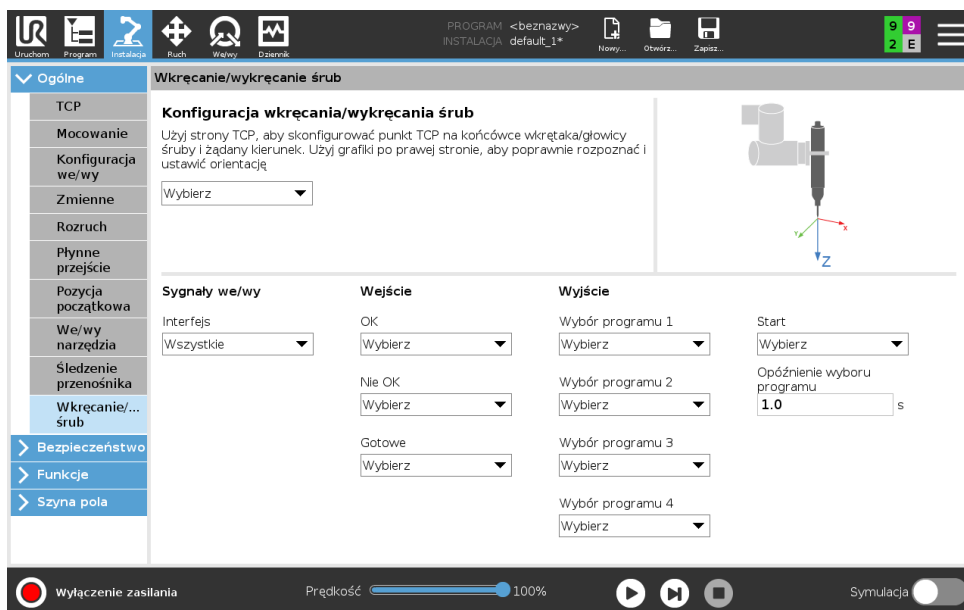 UR
PROGRAM <beznazwy>
INSTALACJA default_1*
9 9
2 E
Uruchom Program Instalacja Ruch We/wy Dziennik Nowy... Otwórz... Zapisz...
Ogólne
TCP
Mocowanie
Konfiguracja
we/wy
Zmienne
Rozruch
Płynne
przejście
Pozycja
początkowa
We/wy
narzędzia
Śledzenie
przenośnika
Wkręcanie/...
śrub
Bezpieczeństwo
Funkcje
Szyna pola
Wkręcanie/wykręcanie śrub
Konfiguracja wkręcania/wykręcania śrub
Użyj strony TCP, aby skonfigurować punkt TCP na końcówce wkrętaka/głowicy
śruby i żądany kierunek. Użyj grafiki po prawej stronie, aby poprawnie rozpoznać i
ustawić orientację
Wybierz
X
Y
Z
Sygnały we/wy
Interfejs
Wszystkie
Wejście
OK
Wybierz
Nie OK
Wybierz
Gotowe
Wybierz
Wyjście
Wybór programu 1
Wybierz
Wybór programu 2
Wybierz
Wybór programu 3
Wybierz
Wybór programu 4
Wybierz
Start
Wybierz
Opóźnienie wyboru
programu
1.0 s
Wyłączenie zasilania
Prędkość 100%
Symulacja